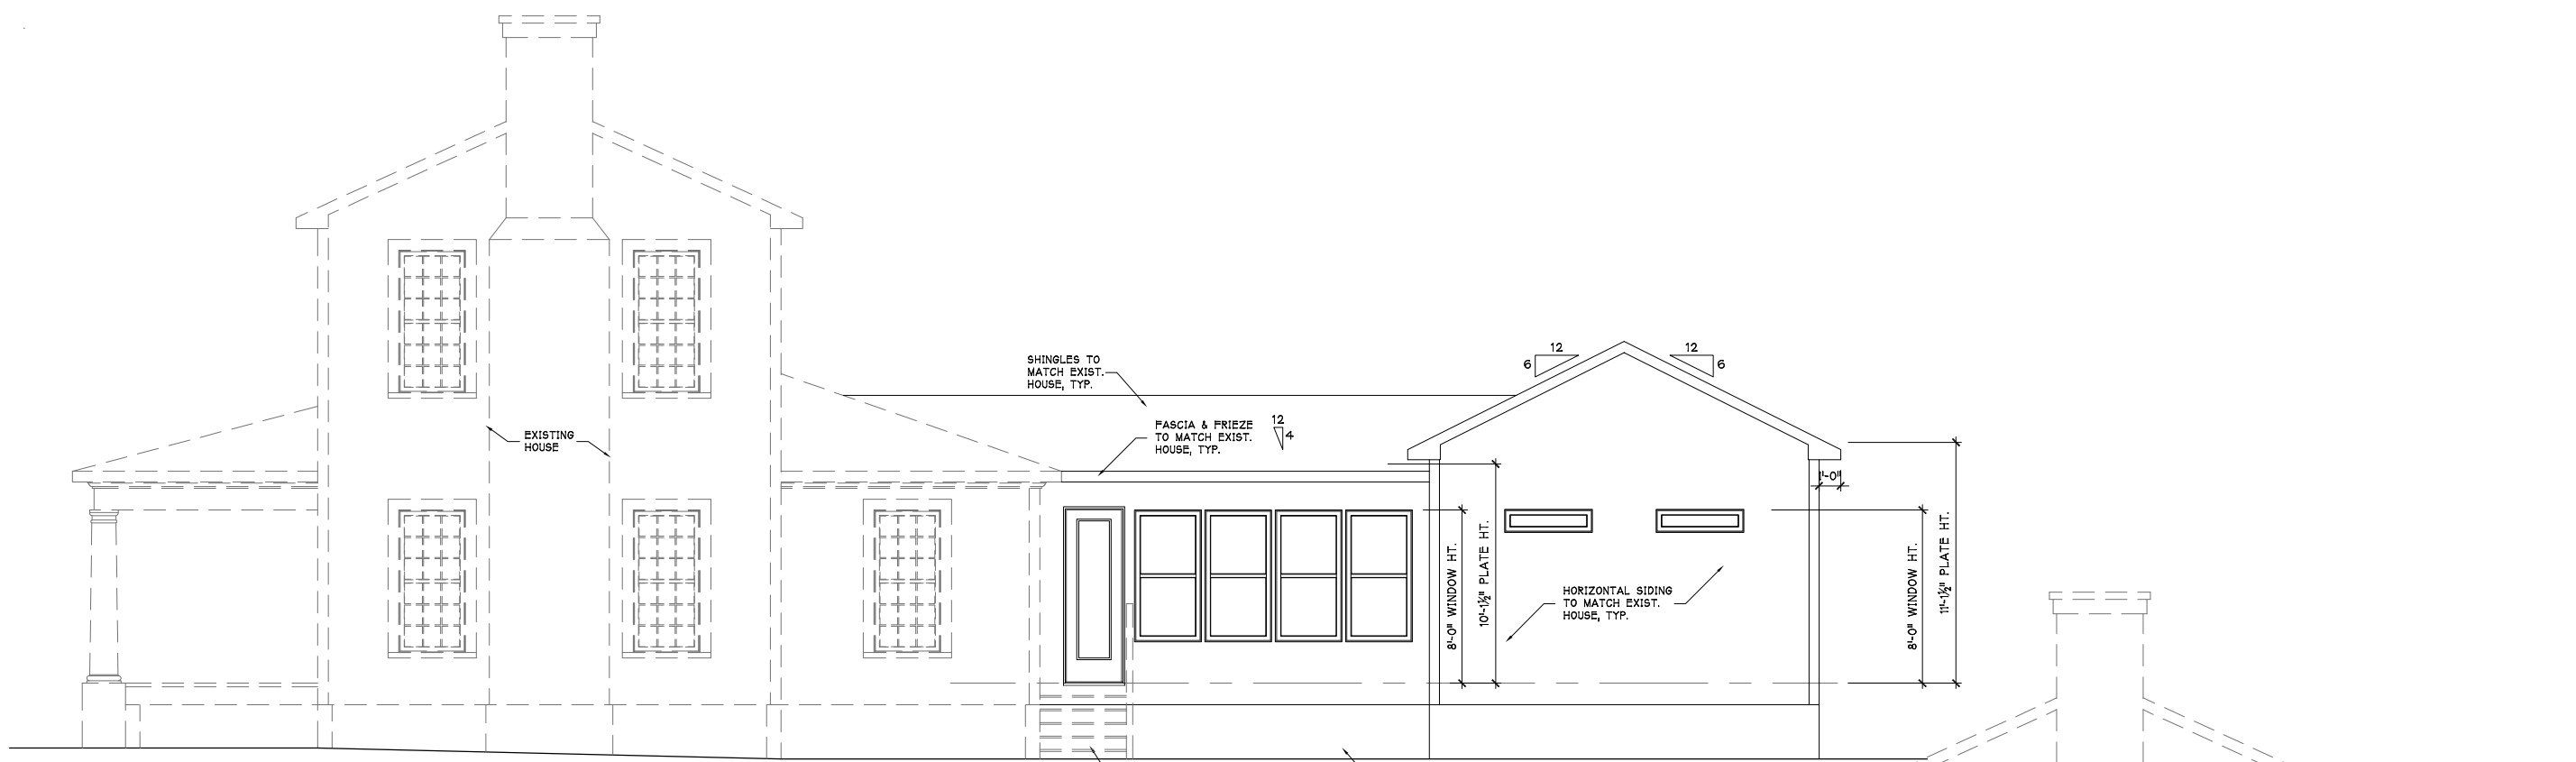 12
6
12
6
SHINGLES TO
MATCH EXIST.
HOUSE, TYP.
FASCIA & FRIEZE
TO MATCH EXIST.
HOUSE, TYP.
12
4
EXISTING
HOUSE
1'-0"
8'-0" WINDOW HT.
10'-1½" PLATE HT.
HORIZONTAL SIDING
TO MATCH EXIST.
HOUSE, TYP.
8'-0" WINDOW HT.
11'-1½" PLATE HT.